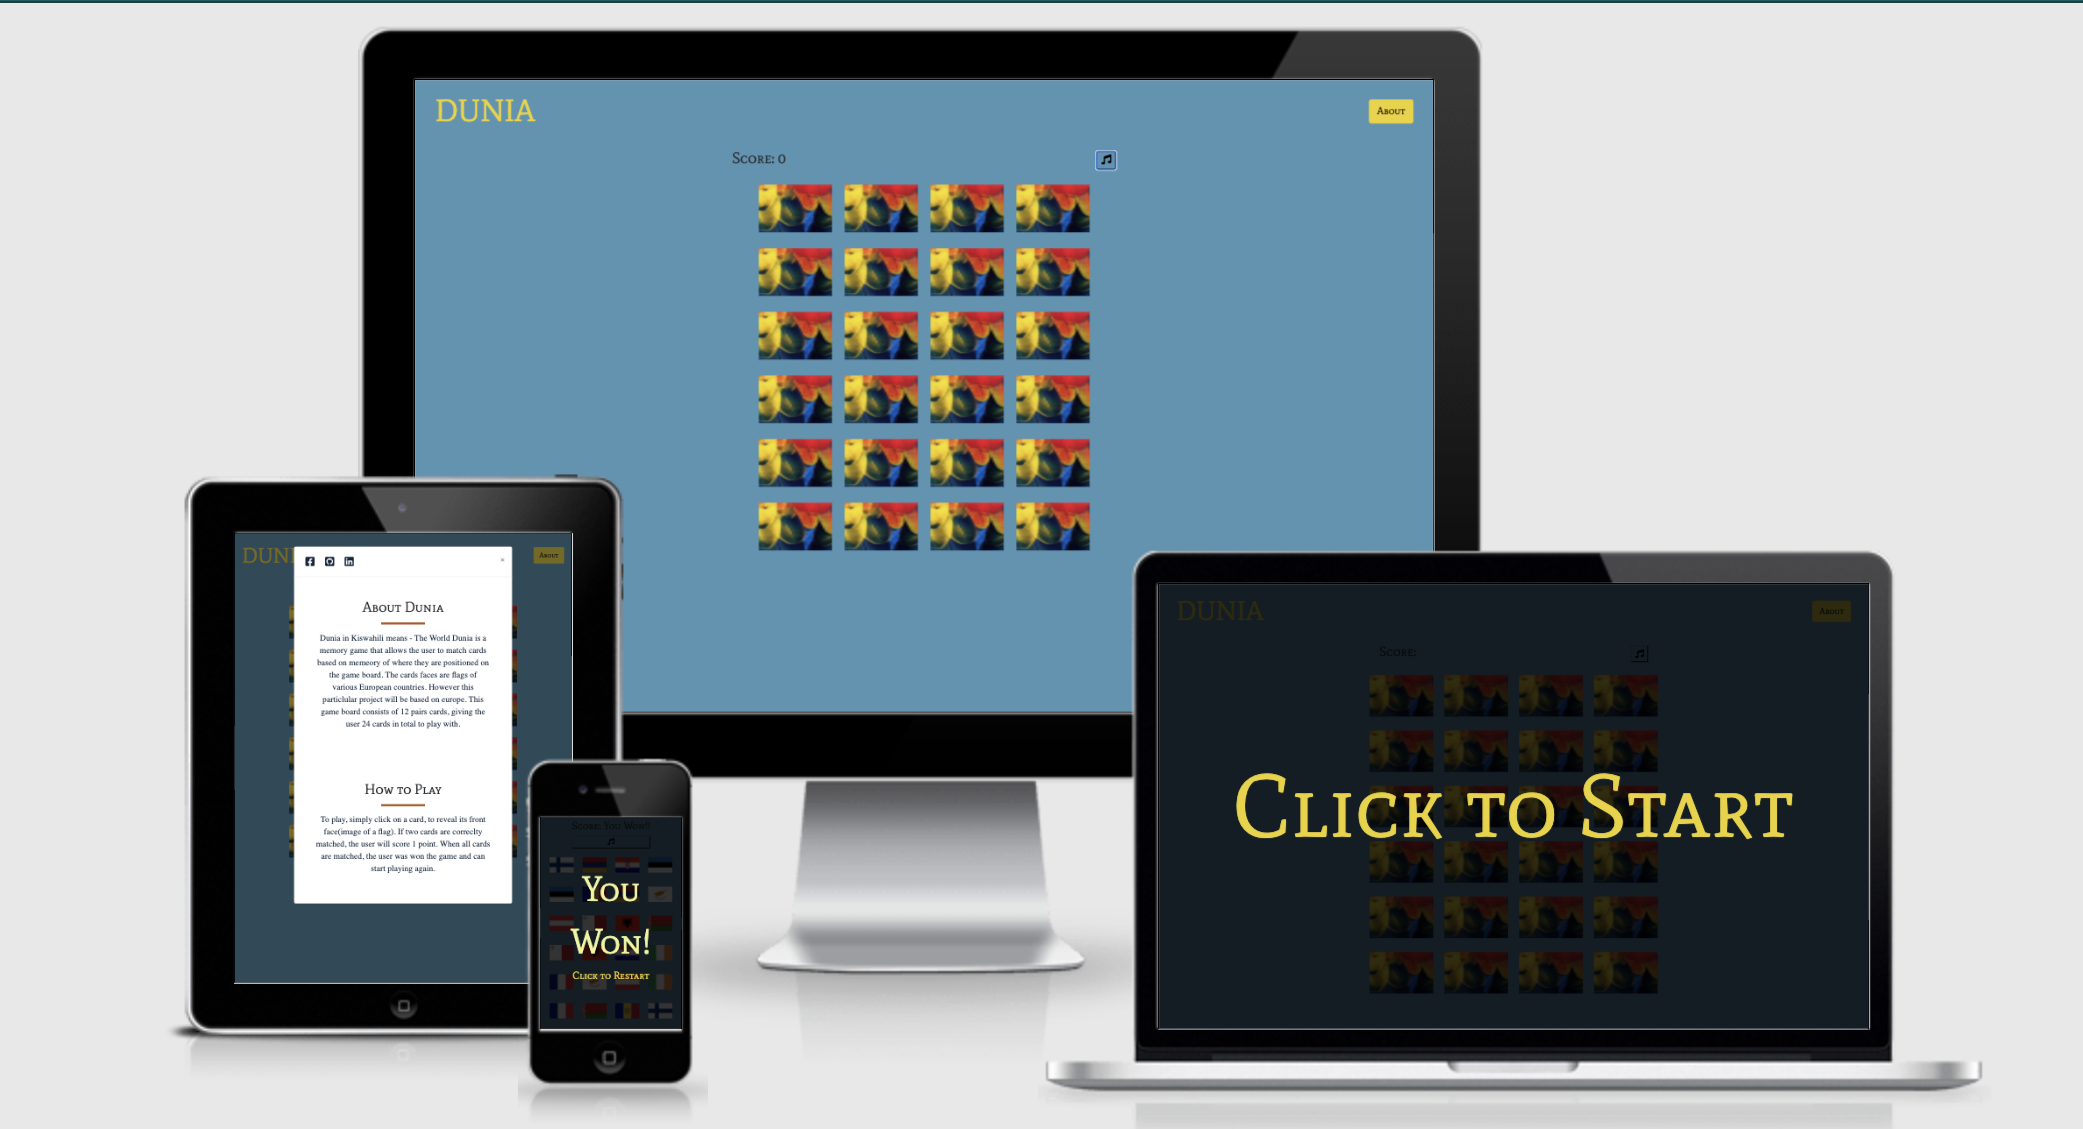 DUNIA
About
Score: 0
DUNI
About
About Dunia
Dunia in Kiswahili means - The World Dunia is a
memory game that allows the user to match cards
based on memeory of where they are positioned on
the game board. The cards faces are flags of
various European countries. However this
particlular project will be based on europe. This
game board consists of 12 pairs cards, giving the
user 24 cards in total to play with.
How to Play
To play, simply click on a card, to reveal its front
face(image of a flag). If two cards are correclty
matched, the user will score 1 point. When all cards
are matched, the user was won the game and can
start playing again.
Score: You Won!!
You
Won!
Click to Restart
DUNIA
About
Score:
Click to Start